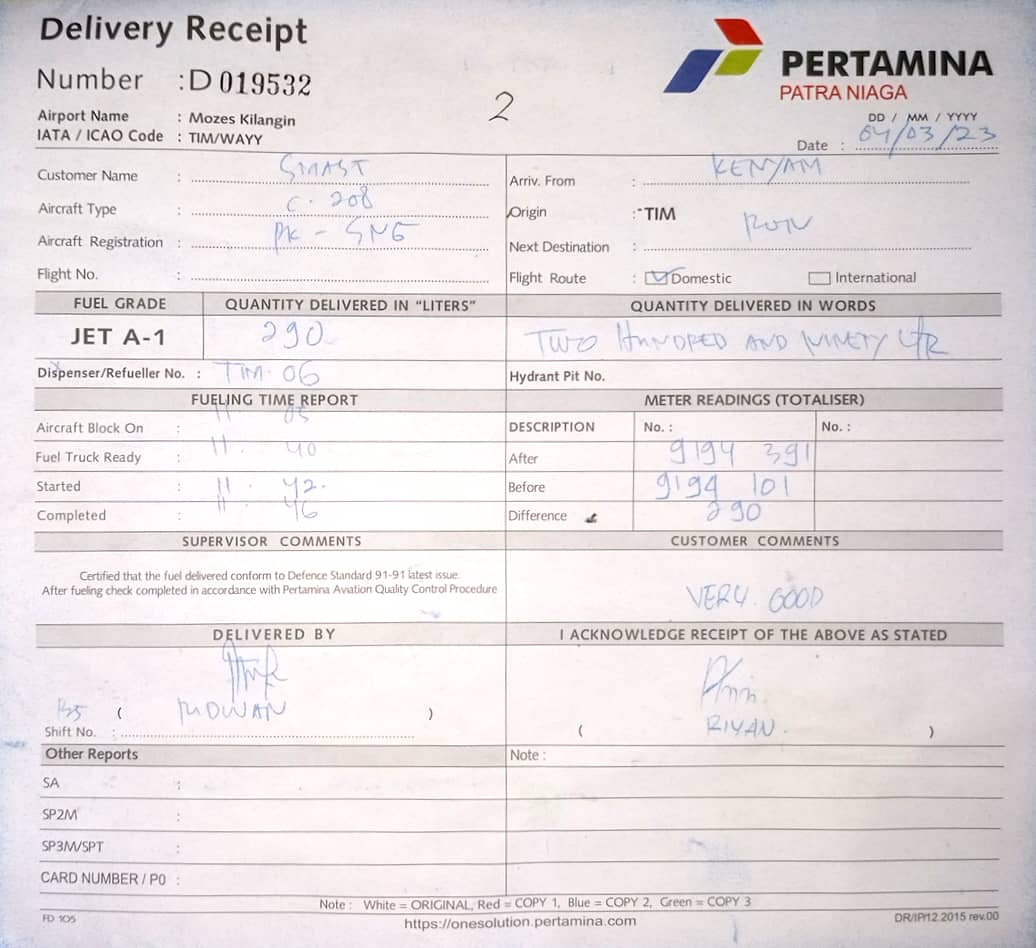 Delivery Receipt
Number : D 019532
PERTAMINA
PATRA NIAGA
2
Airport Name : Mozes Kilangin
IATA / ICAO Code : TIM/WAYY
DD / MM / YYYY
Date : 04/03/23
Customer Name : SMAST
Arriv. From : KENYAM
Aircraft Type : C. 208
Origin : TIM
Aircraft Registration : PK - SNG
Next Destination :
Flight No. :
Flight Route : Domestic International
FUEL GRADE QUANTITY DELIVERED IN "LITERS" QUANTITY DELIVERED IN WORDS
JET A-1 290 TWO HUNDRED AND NINETY LTR
Dispenser/Refueller No. : TIM. 06 Hydrant Pit No.
FUELING TIME REPORT METER READINGS (TOTALISER)
Aircraft Block On : 11. 05
DESCRIPTION No. : No. :
Fuel Truck Ready : 11. 40
After 9194 391
Started : 11. 42.
Before 9194 101
Completed : 11. 46
Difference 290
SUPERVISOR COMMENTS CUSTOMER COMMENTS
Certified that the fuel delivered conform to Defence Standard 91-91 latest issue.
After fueling check completed in accordance with Pertamina Aviation Quality Control Procedure
VERY. GOOD
DELIVERED BY I ACKNOWLEDGE RECEIPT OF THE ABOVE AS STATED
( )
Shift No. :
( RIYAN. )
Other Reports Note :
SA :
SP2M :
SP3M/SPT :
CARD NUMBER / P0 :
Note : White = ORIGINAL, Red = COPY 1, Blue = COPY 2, Green = COPY 3
FD 105 https://onesolution.pertamina.com DR/IP/12.2015 rev.00